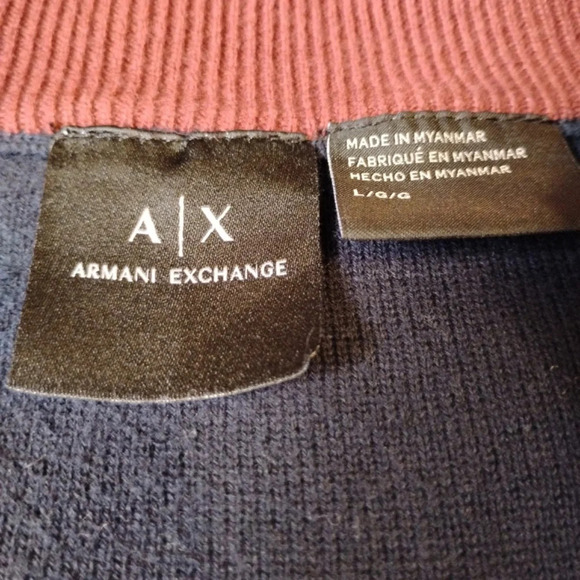 A|X
ARMANI EXCHANGE
MADE IN MYANMAR
FABRIQUÉ EN MYANMAR
HECHO EN MYANMAR
L/G/G